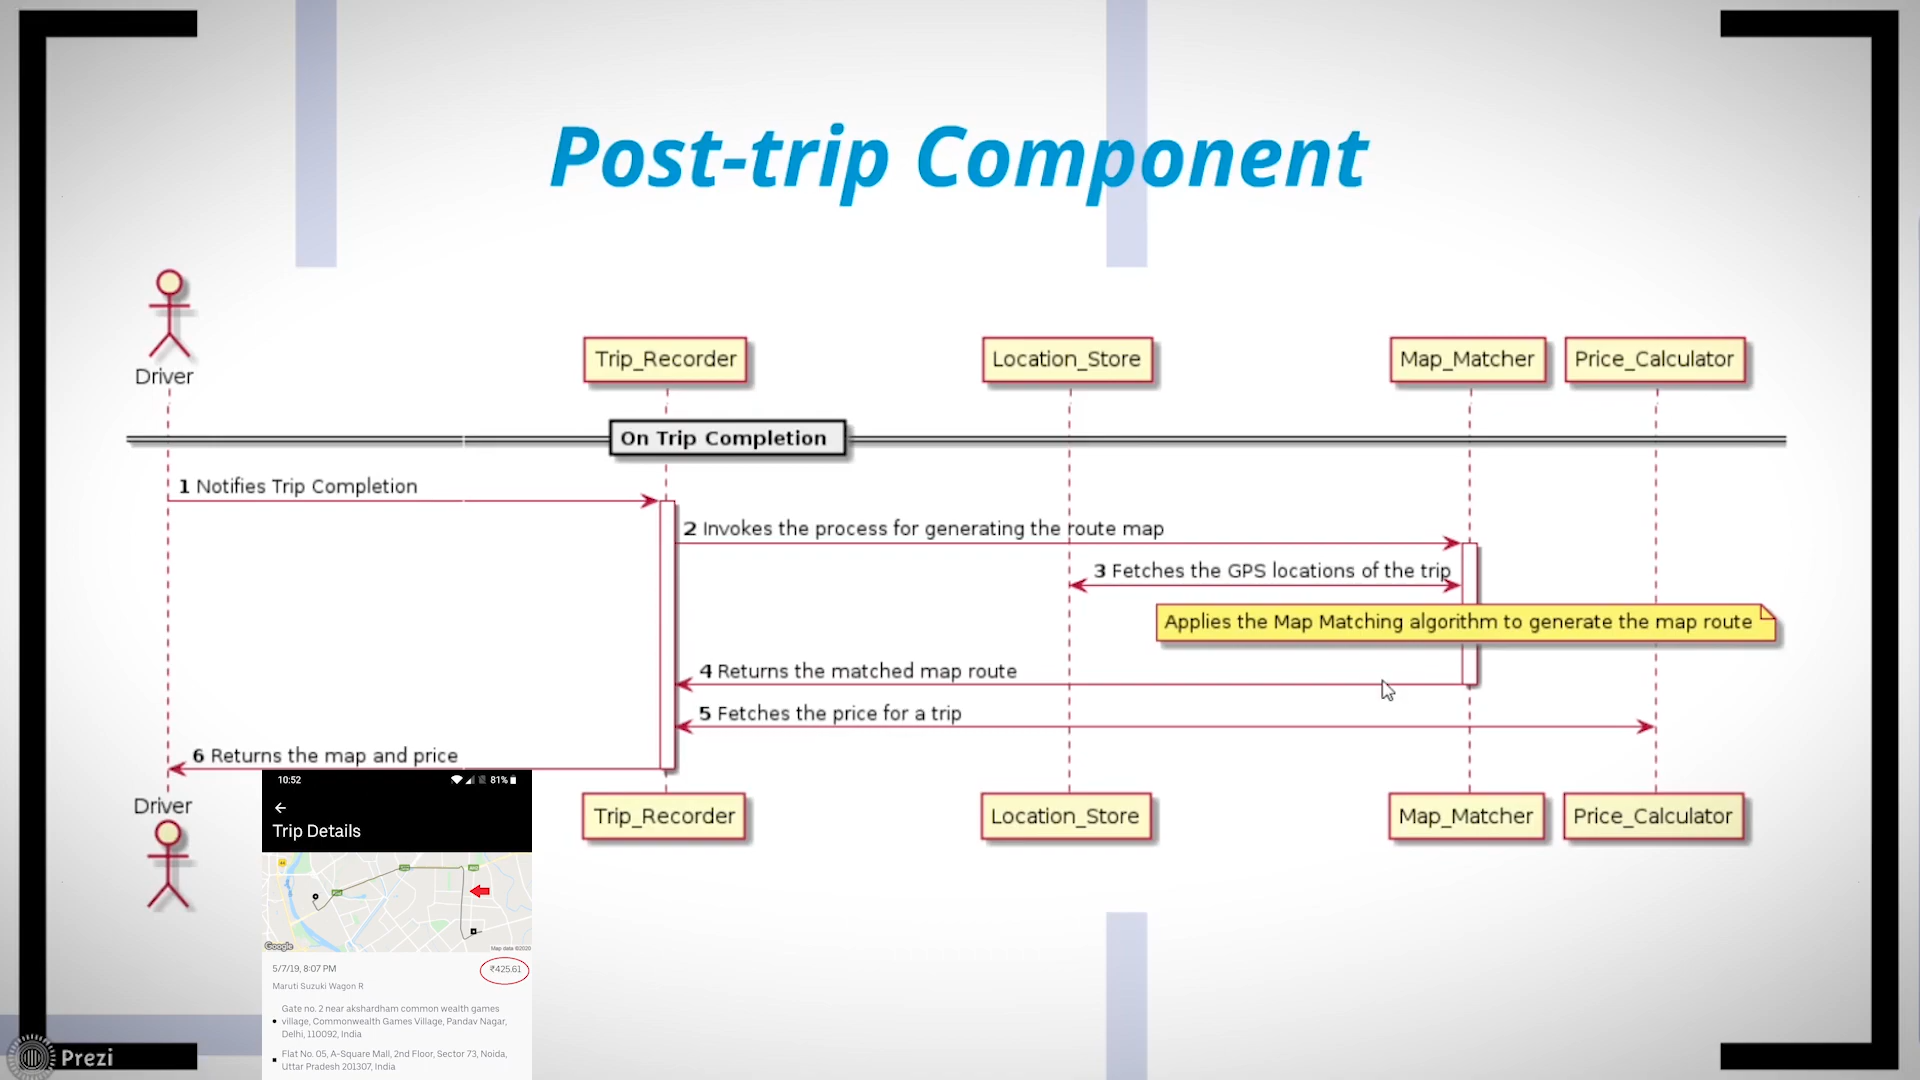 Post-trip Component
Driver
Trip_Recorder
Location_Store
Map_Matcher
Price_Calculator
On Trip Completion
1 Notifies Trip Completion
2 Invokes the process for generating the route map
3 Fetches the GPS locations of the trip
Applies the Map Matching algorithm to generate the map route
4 Returns the matched map route
5 Fetches the price for a trip
6 Returns the map and price
Driver
Trip_Recorder
Location_Store
Map_Matcher
Price_Calculator
10:52
81%
Trip Details
Google
Map data ©2020
5/7/19, 8:07 PM
₹425.61
Maruti Suzuki Wagon R
Gate no. 2 near akshardham common wealth games
village, Commonwealth Games Village, Pandav Nagar,
Delhi, 110092, India
Flat No. 05, A-Square Mall, 2nd Floor, Sector 73, Noida,
Uttar Pradesh 201307, India
Prezi